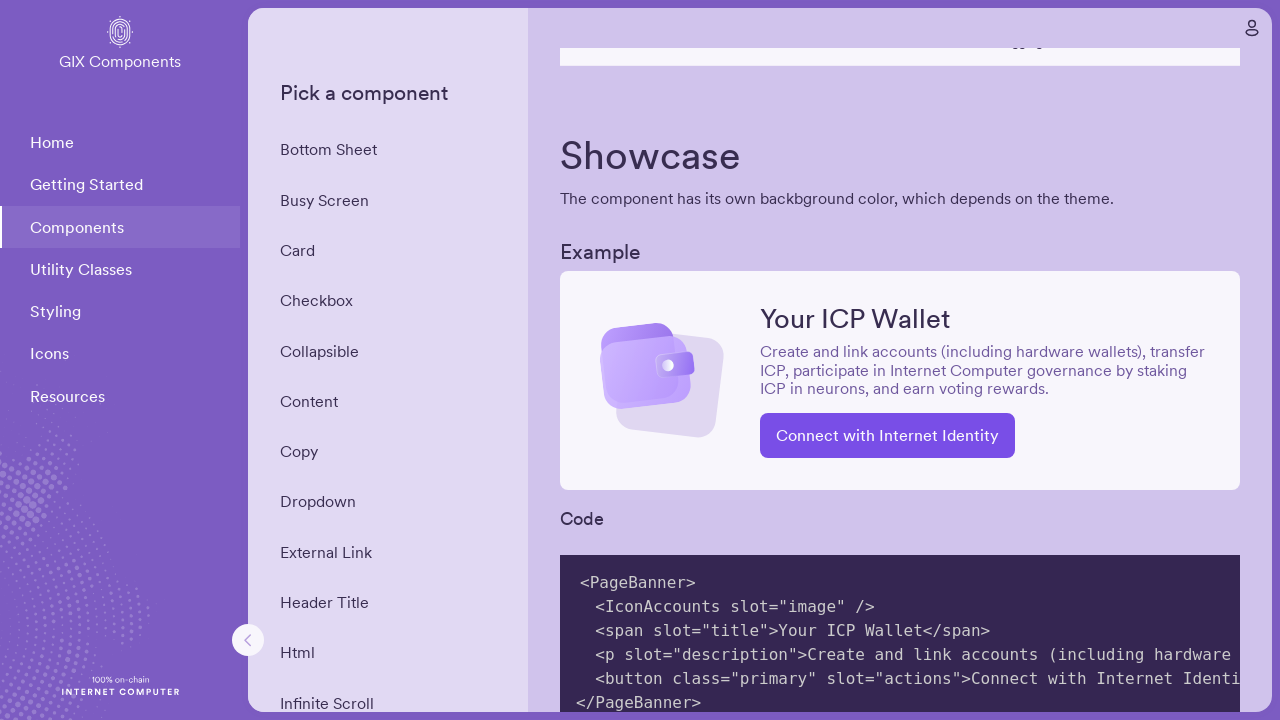 GIX Components
Home
Getting Started
Components
Utility Classes
Styling
Icons
Resources
100% on-chain
INTERNET COMPUTER
Pick a component
Bottom Sheet
Busy Screen
Card
Checkbox
Collapsible
Content
Copy
Dropdown
External Link
Header Title
Html
Infinite Scroll
Showcase
The component has its own backbground color, which depends on the theme.
Example
Your ICP Wallet
Create and link accounts (including hardware wallets), transfer
ICP, participate in Internet Computer governance by staking
ICP in neurons, and earn voting rewards.
Connect with Internet Identity
Code
<PageBanner>
<IconAccounts slot="image" />
<span slot="title">Your ICP Wallet</span>
<p slot="description">Create and link accounts (including hardware
<button class="primary" slot="actions">Connect with Internet Identi
</PageBanner>